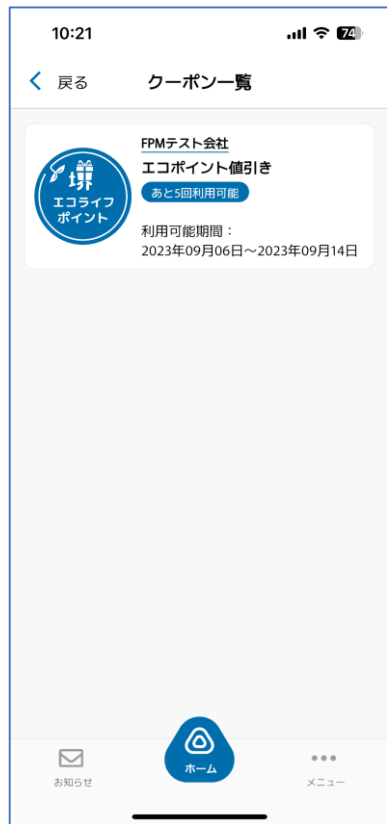 10:21
74
戻る
クーポン一覧
FPMテスト会社
エコポイント値引き
あと5回利用可能
堺
エコライフ
ポイント
利用可能期間：
2023年09月06日～2023年09月14日
お知らせ
ホーム
メニュー